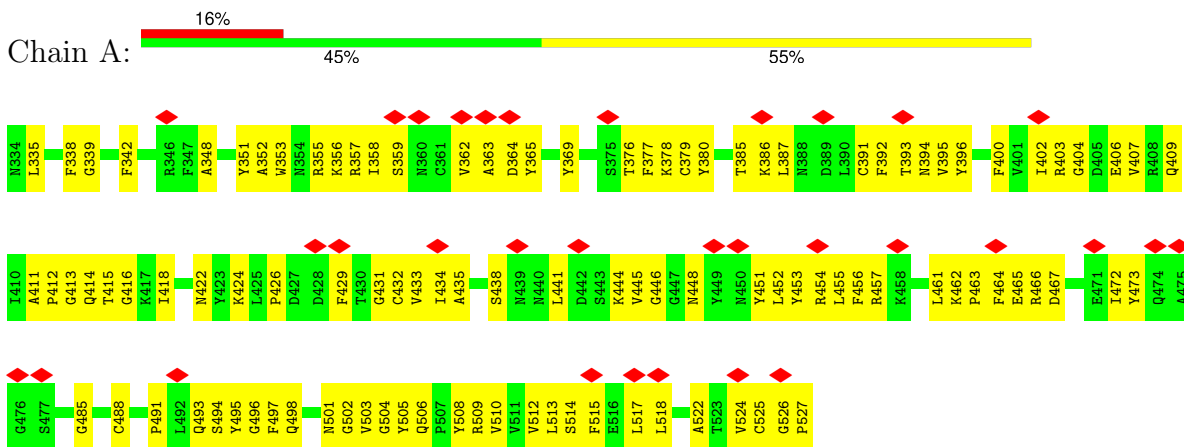 16%
Chain A:
45% 55%
N334 L335 F338 G339 F342 R346 F347 A348 Y351 A352 W353 N354 R355 K356 R357 I358 S359 N360 C361 V362 A363 D364 Y365 Y369 S375 T376 F377 K378 C379 Y380 T385 K386 L387 N388 D389 L390 C391 F392 T393 N394 V395 Y396 F400 V401 I402 R403 G404 D405 E406 V407 R408 Q409
I410 A411 P412 G413 Q414 T415 G416 K417 I418 N422 Y423 K424 L425 P426 D427 D428 F429 T430 G431 C432 V433 I434 A435 S438 N439 N440 L441 D442 S443 K444 V445 G446 G447 N448 Y449 N450 Y451 L452 Y453 R454 L455 F456 R457 K458 L461 K462 P463 F464 E465 R466 D467 E471 I472 Y473 Q474 A475
G476 S477 G485 C488 P491 L492 Q493 S494 Y495 G496 F497 Q498 N501 G502 V503 G504 Y505 Q506 P507 Y508 R509 V510 V511 V512 L513 S514 F515 E516 L517 L518 A522 T523 V524 C525 G526 P527